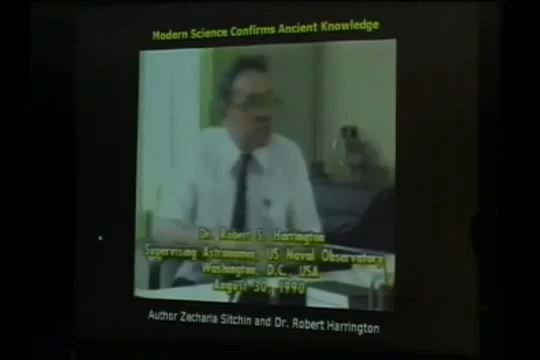 Modern Science Confirms Ancient Knowledge
Dr. Robert S. Harrington
Supervising Astronomer, US Naval Observatory
Washington, D.C., USA
August 30, 1990
Author Zecharia Sitchin and Dr. Robert Harrington